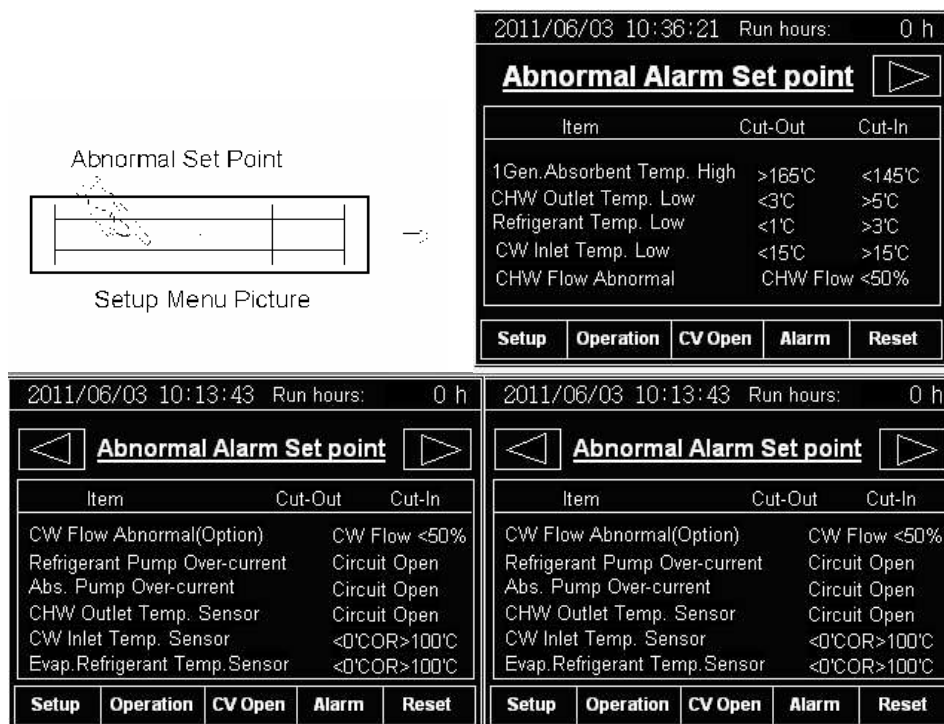 Abnormal Set Point
Setup Menu Picture
2011/06/03 10:36:21 Run hours: 0 h
Abnormal Alarm Set point
Item Cut-Out Cut-In
1Gen.Absorbent Temp. High >165'C <145'C
CHW Outlet Temp. Low <3'C >5'C
Refrigerant Temp. Low <1'C >3'C
CW Inlet Temp. Low <15'C >15'C
CHW Flow Abnormal CHW Flow <50%
Setup Operation CV Open Alarm Reset
2011/06/03 10:13:43 Run hours: 0 h
Abnormal Alarm Set point
Item Cut-Out Cut-In
CW Flow Abnormal(Option) CW Flow <50%
Refrigerant Pump Over-current Circuit Open
Abs. Pump Over-current Circuit Open
CHW Outlet Temp. Sensor Circuit Open
CW Inlet Temp. Sensor <0'COR>100'C
Evap.Refrigerant Temp.Sensor <0'COR>100'C
Setup Operation CV Open Alarm Reset
2011/06/03 10:13:43 Run hours: 0 h
Abnormal Alarm Set point
Item Cut-Out Cut-In
CW Flow Abnormal(Option) CW Flow <50%
Refrigerant Pump Over-current Circuit Open
Abs. Pump Over-current Circuit Open
CHW Outlet Temp. Sensor Circuit Open
CW Inlet Temp. Sensor <0'COR>100'C
Evap.Refrigerant Temp.Sensor <0'COR>100'C
Setup Operation CV Open Alarm Reset